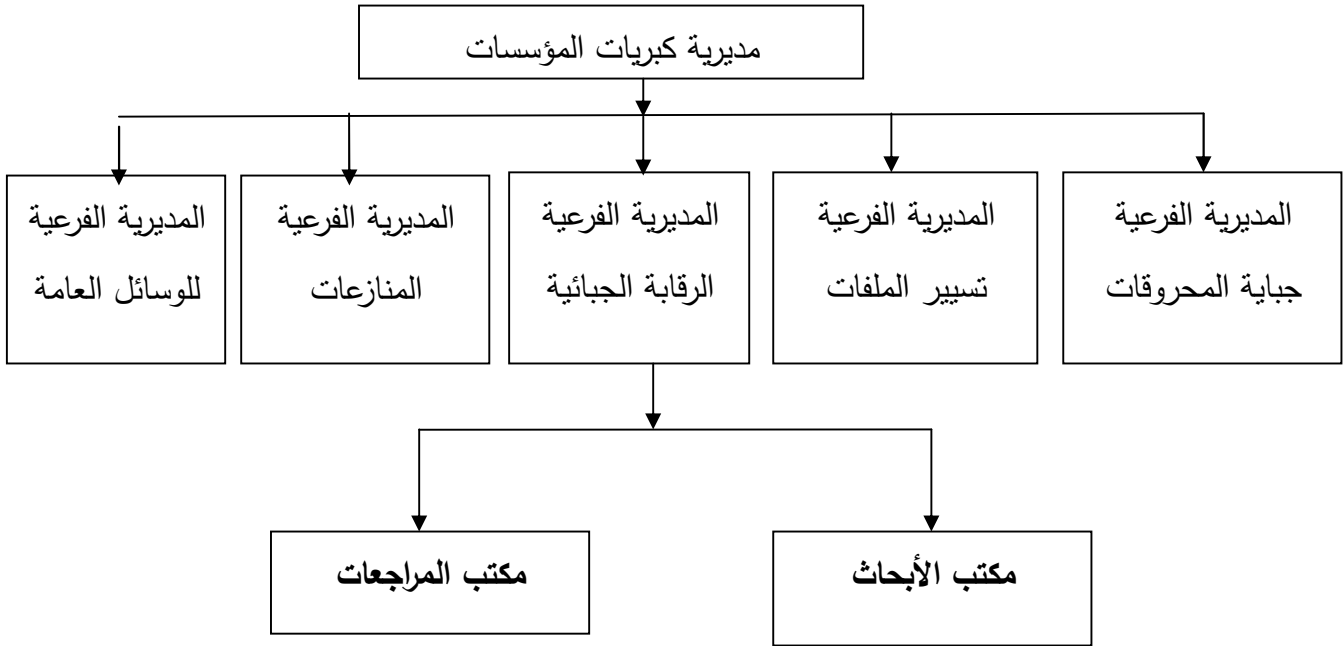 مديرية كبريات المؤسسات
المديرية الفرعية
جباية المحروقات
المديرية الفرعية
تسيير الملفات
المديرية الفرعية
الرقابة الجبائية
المديرية الفرعية
المنازعات
المديرية الفرعية
للوسائل العامة
مكتب الأبحاث
مكتب المراجعات